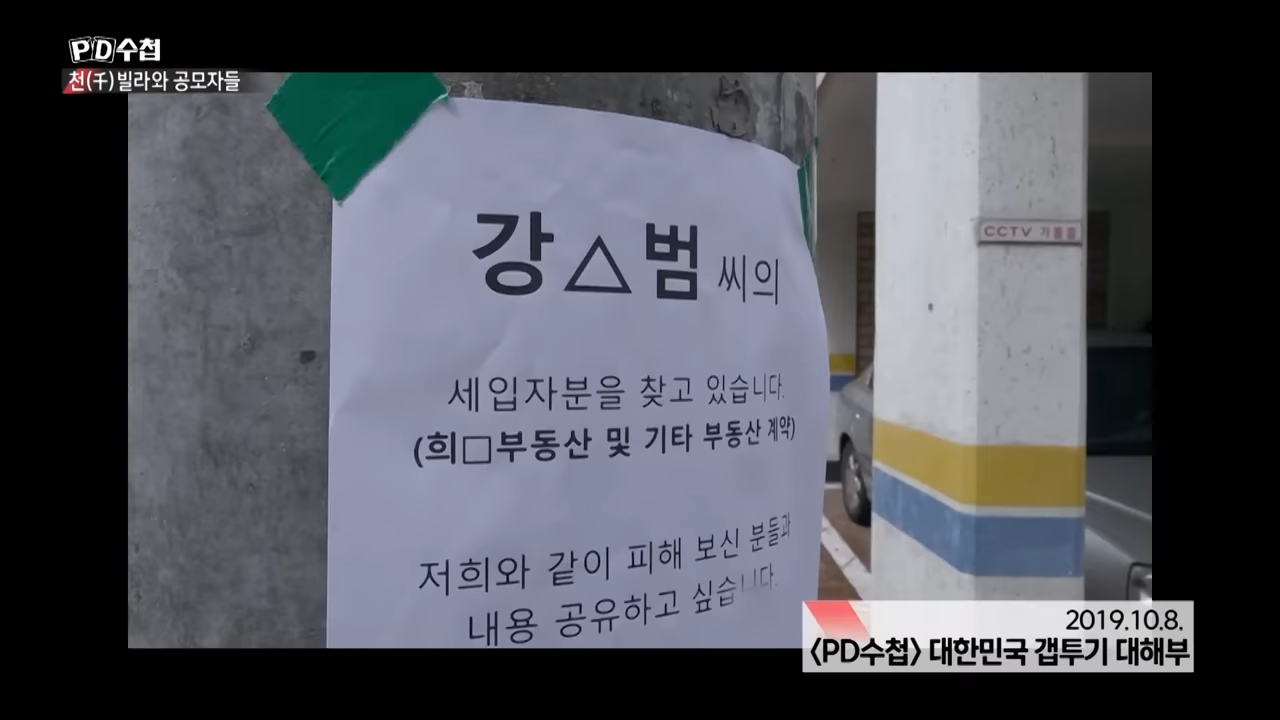 PD수첩
천(千)빌라와 공모자들
강△범 씨의
세입자분을 찾고 있습니다.
(희□부동산 및 기타 부동산 계약)
저희와 같이 피해 보신 분들과
내용 공유하고 싶습니다.
CCTV 가동중
2019.10.8.
<PD수첩> 대한민국 갭투기 대해부